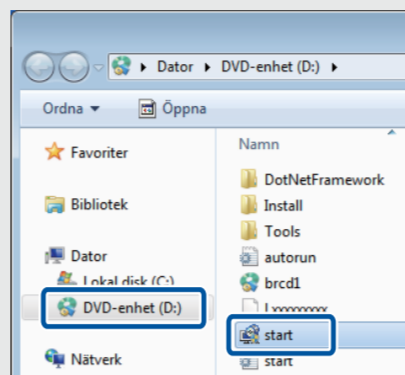 Dator DVD-enhet (D:)
Ordna Öppna
Favoriter
Bibliotek
Dator
Lokal disk (C:)
DVD-enhet (D:)
Nätverk
Namn
DotNetFramework
Install
Tools
autorun
brcd1
start
start